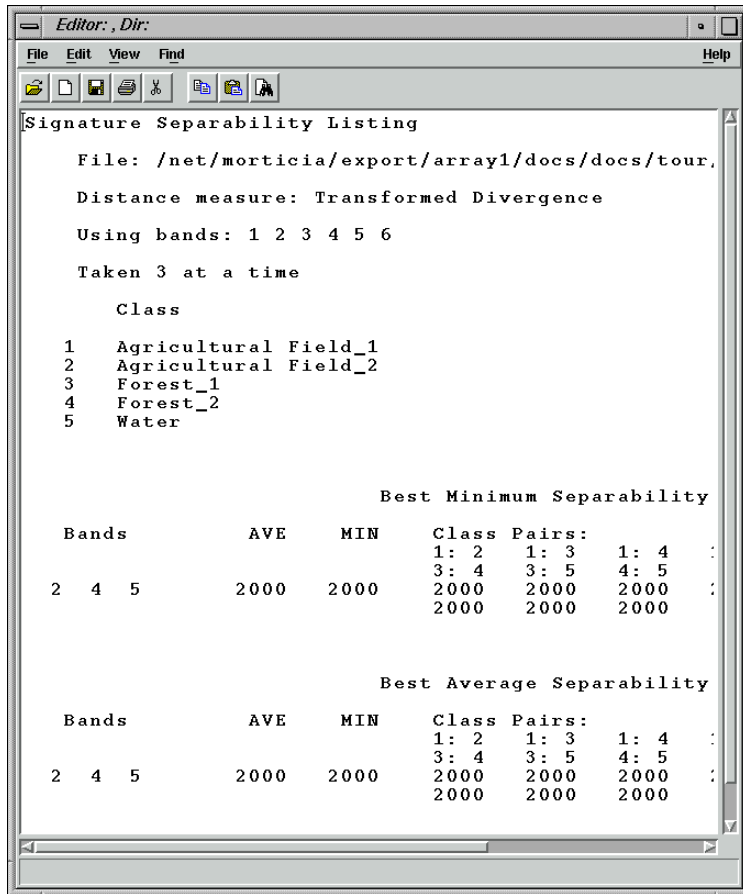 Editor: , Dir:
File Edit View Find Help
Signature Separability Listing
File: /net/morticia/export/array1/docs/docs/tour,
Distance measure: Transformed Divergence
Using bands: 1 2 3 4 5 6
Taken 3 at a time
Class
1 Agricultural Field_1
2 Agricultural Field_2
3 Forest_1
4 Forest_2
5 Water
Best Minimum Separability
Bands AVE MIN Class Pairs:
1: 2 1: 3 1: 4
3: 4 3: 5 4: 5
2 4 5 2000 2000 2000 2000 2000
2000 2000 2000
Best Average Separability
Bands AVE MIN Class Pairs:
1: 2 1: 3 1: 4
3: 4 3: 5 4: 5
2 4 5 2000 2000 2000 2000 2000
2000 2000 2000